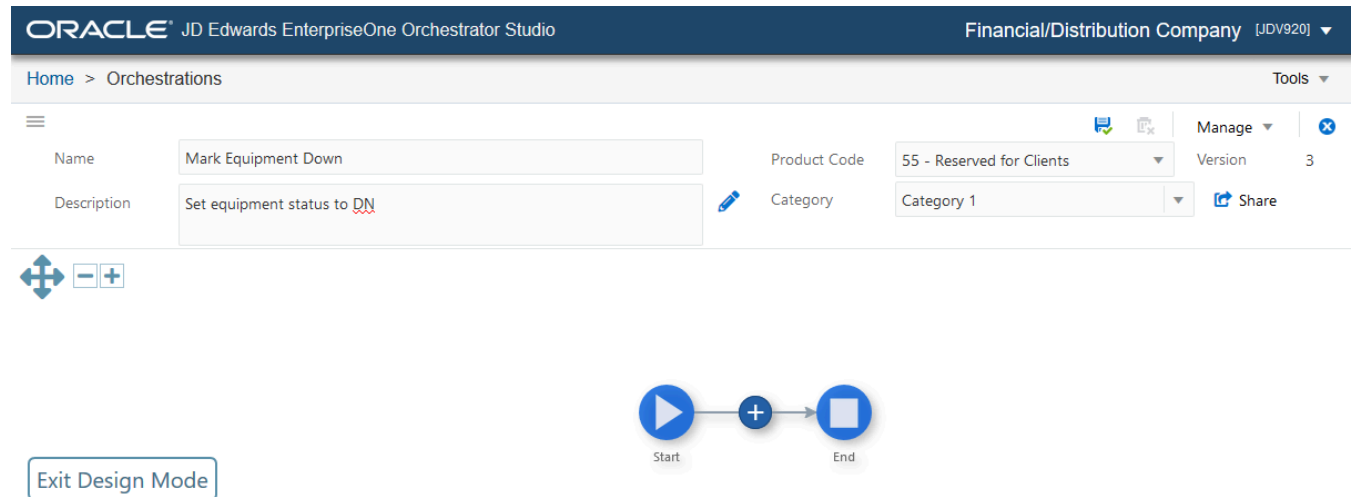 ORACLE® JD Edwards EnterpriseOne Orchestrator Studio Financial/Distribution Company [JDV920]
Home > Orchestrations Tools
Manage
Name Mark Equipment Down Product Code 55 - Reserved for Clients Version 3
Description Set equipment status to DN Category Category 1 Share
Start End
Exit Design Mode